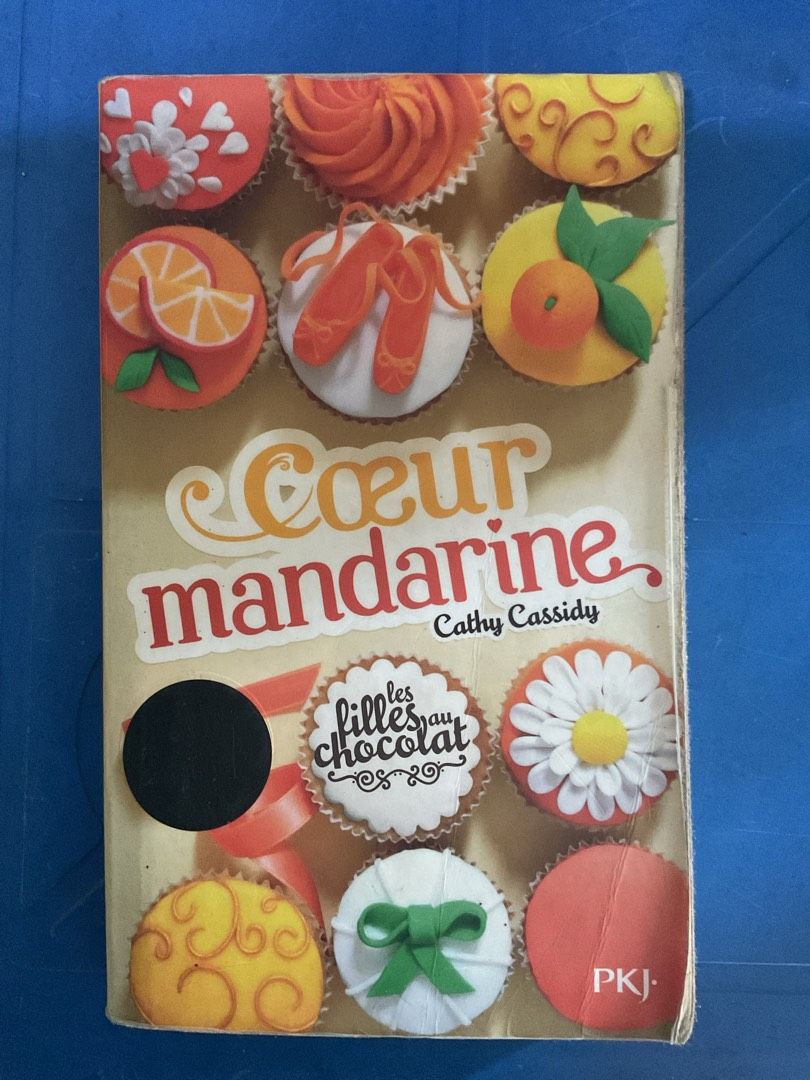 Cœur
mandarine
Cathy Cassidy
les
filles au
chocolat
PKJ·